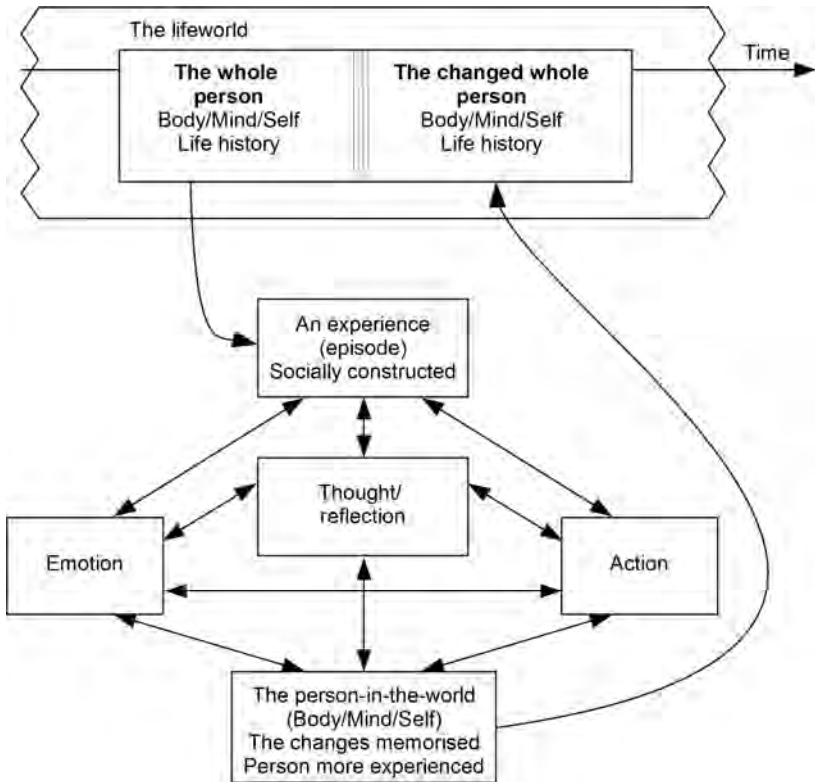 The lifeworld
Time
The whole
person
Body/Mind/Self
Life history
The changed whole
person
Body/Mind/Self
Life history
An experience
(episode)
Socially constructed
Thought/
reflection
Emotion
Action
The person-in-the-world
(Body/Mind/Self)
The changes memorised
Person more experienced